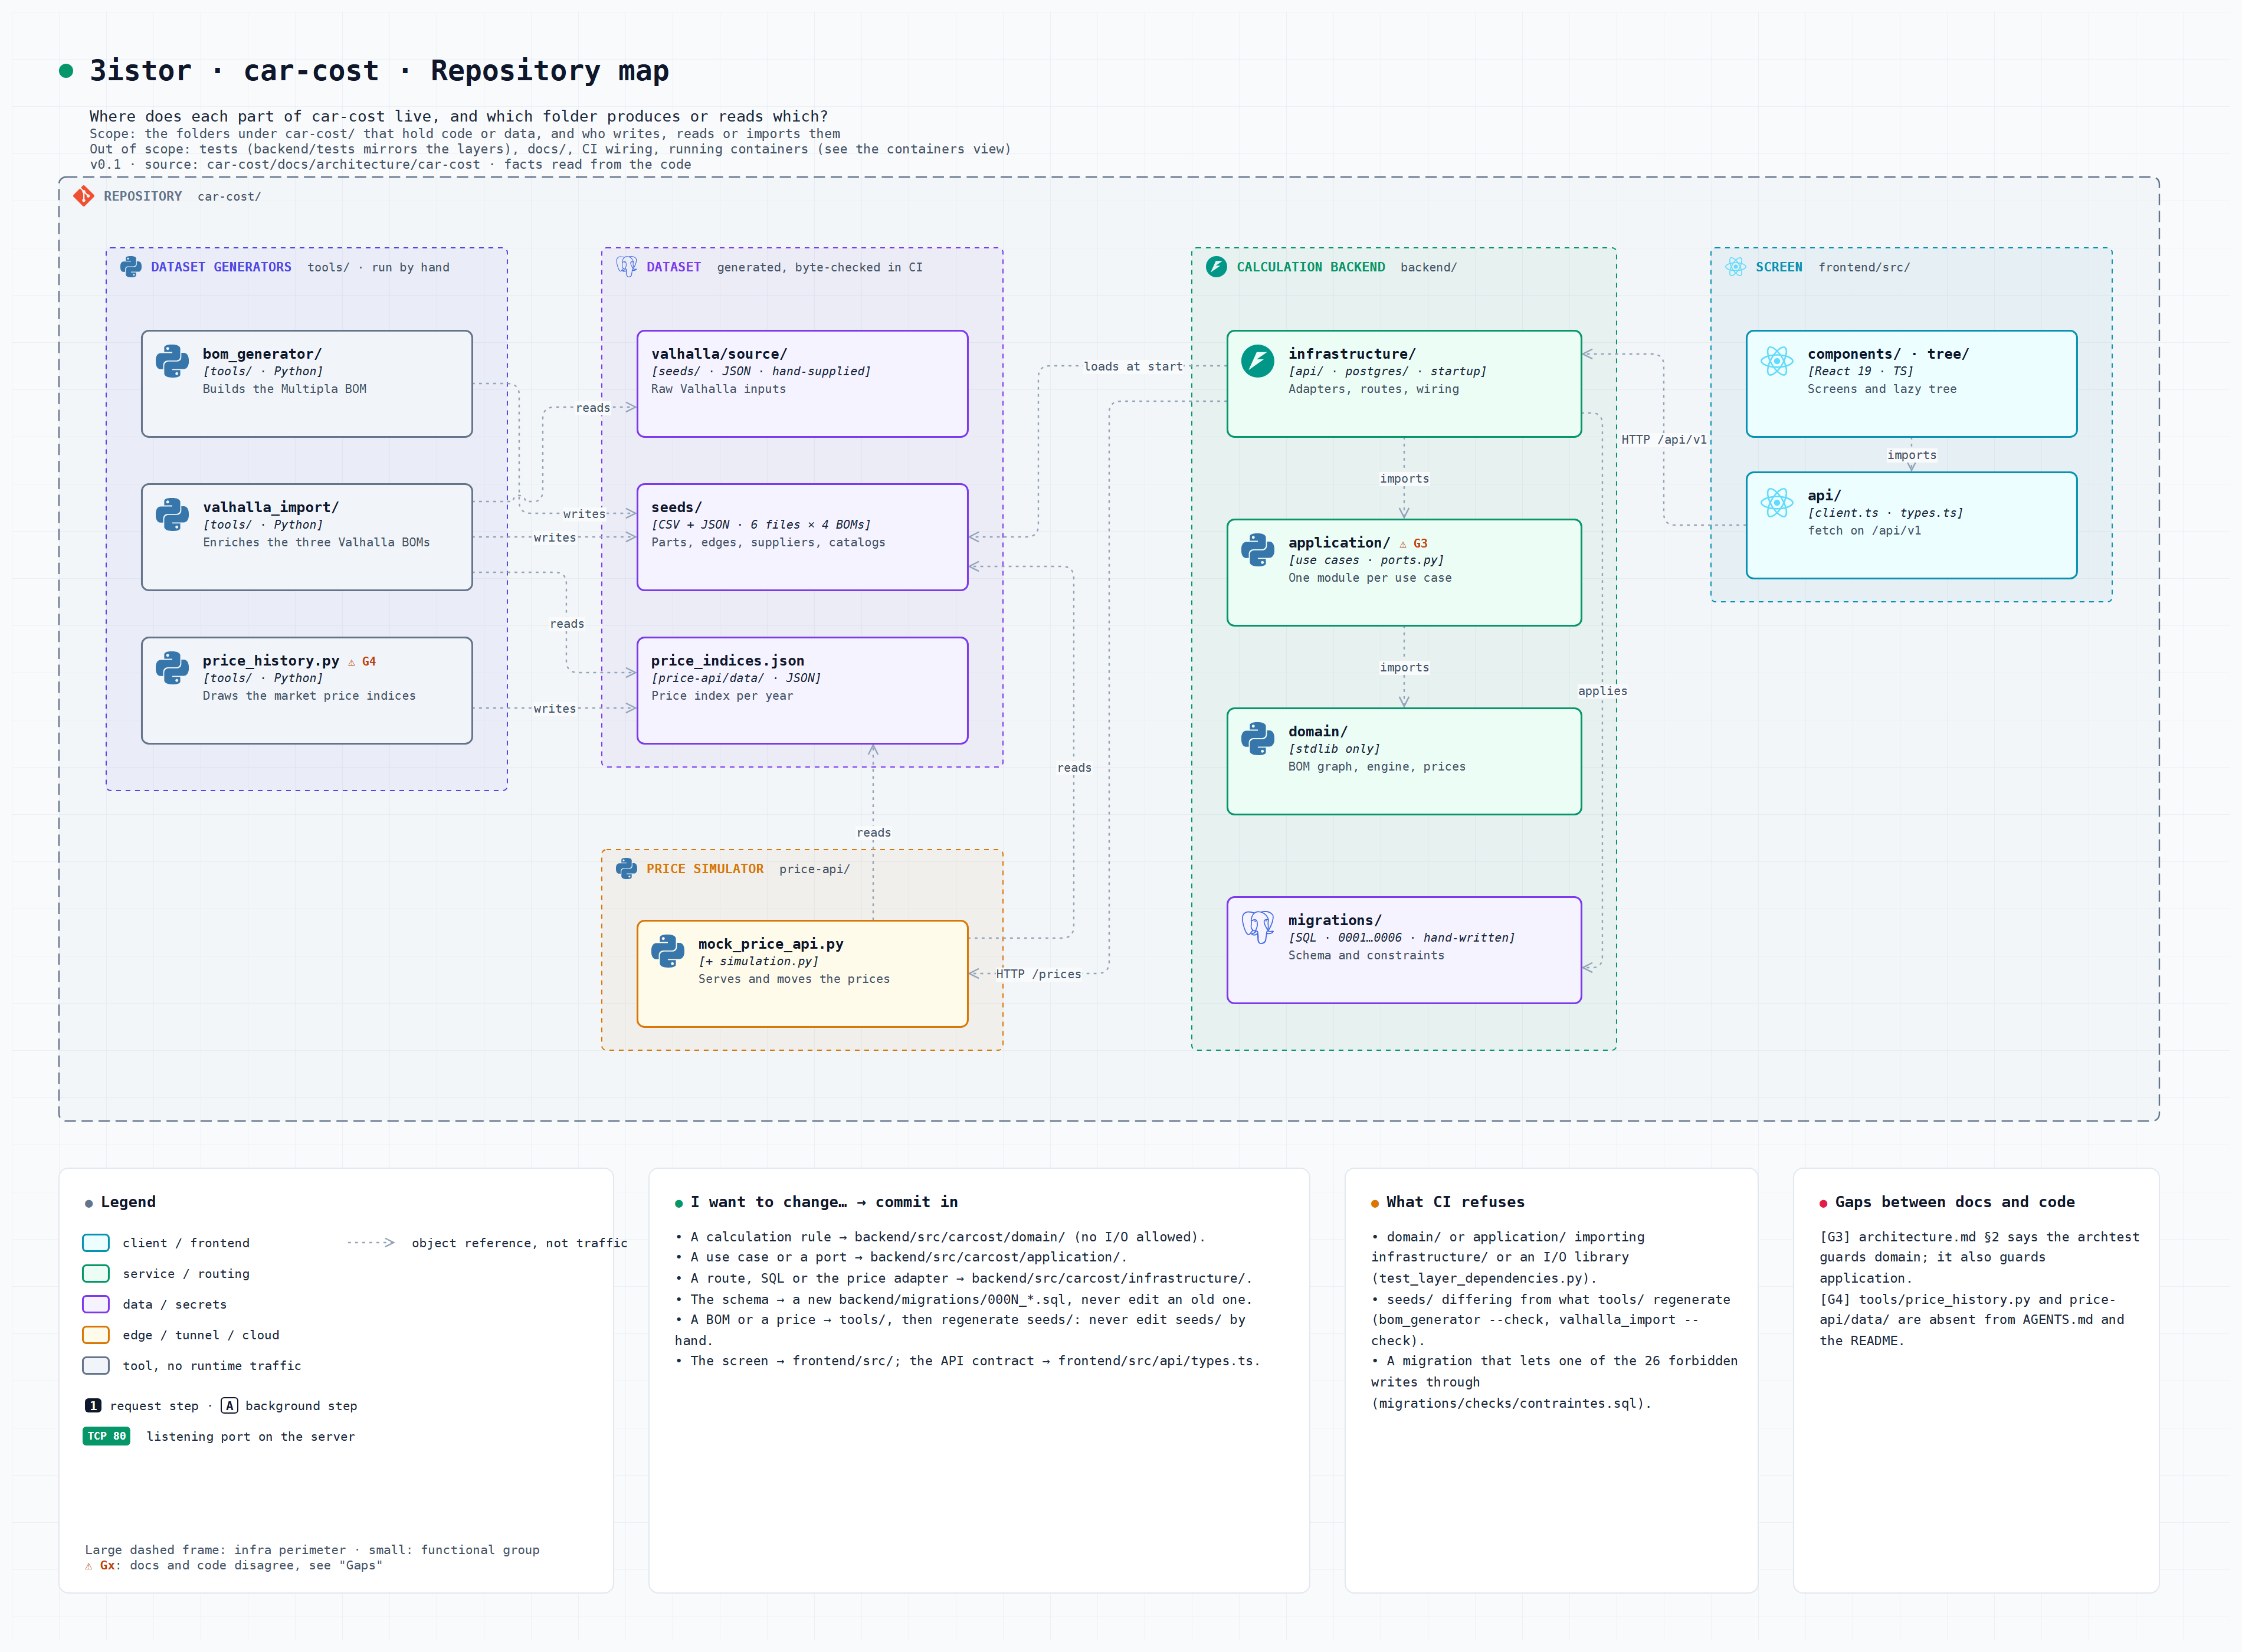 3istor · car-cost · Repository map
Where does each part of car-cost live, and which folder produces or reads which?
Scope: the folders under car-cost/ that hold code or data, and who writes, reads or imports them
Out of scope: tests (backend/tests mirrors the layers), docs/, CI wiring, running containers (see the containers view)
v0.1 · source: car-cost/docs/architecture/car-cost · facts read from the code
REPOSITORY car-cost/
DATASET GENERATORS tools/ · run by hand
bom_generator/
[tools/ · Python]
Builds the Multipla BOM
valhalla_import/
[tools/ · Python]
Enriches the three Valhalla BOMs
price_history.py ⚠ G4
[tools/ · Python]
Draws the market price indices
reads
writes
writes
reads
writes
DATASET generated, byte-checked in CI
valhalla/source/
[seeds/ · JSON · hand-supplied]
Raw Valhalla inputs
seeds/
[CSV + JSON · 6 files × 4 BOMs]
Parts, edges, suppliers, catalogs
price_indices.json
[price-api/data/ · JSON]
Price index per year
reads
PRICE SIMULATOR price-api/
mock_price_api.py
[+ simulation.py]
Serves and moves the prices
loads at start
reads
HTTP /prices
CALCULATION BACKEND backend/
infrastructure/
[api/ · postgres/ · startup]
Adapters, routes, wiring
imports
application/ ⚠ G3
[use cases · ports.py]
One module per use case
imports
domain/
[stdlib only]
BOM graph, engine, prices
migrations/
[SQL · 0001…0006 · hand-written]
Schema and constraints
applies
HTTP /api/v1
SCREEN frontend/src/
components/ · tree/
[React 19 · TS]
Screens and lazy tree
imports
api/
[client.ts · types.ts]
fetch on /api/v1
Legend
client / frontend
object reference, not traffic
service / routing
data / secrets
edge / tunnel / cloud
tool, no runtime traffic
1 request step · A background step
TCP 80 listening port on the server
Large dashed frame: infra perimeter · small: functional group
⚠ Gx: docs and code disagree, see "Gaps"
I want to change… → commit in
• A calculation rule → backend/src/carcost/domain/ (no I/O allowed).
• A use case or a port → backend/src/carcost/application/.
• A route, SQL or the price adapter → backend/src/carcost/infrastructure/.
• The schema → a new backend/migrations/000N_*.sql, never edit an old one.
• A BOM or a price → tools/, then regenerate seeds/: never edit seeds/ by
hand.
• The screen → frontend/src/; the API contract → frontend/src/api/types.ts.
What CI refuses
• domain/ or application/ importing
infrastructure/ or an I/O library
(test_layer_dependencies.py).
• seeds/ differing from what tools/ regenerate
(bom_generator --check, valhalla_import --
check).
• A migration that lets one of the 26 forbidden
writes through
(migrations/checks/contraintes.sql).
Gaps between docs and code
[G3] architecture.md §2 says the archtest
guards domain; it also guards
application.
[G4] tools/price_history.py and price-
api/data/ are absent from AGENTS.md and
the README.